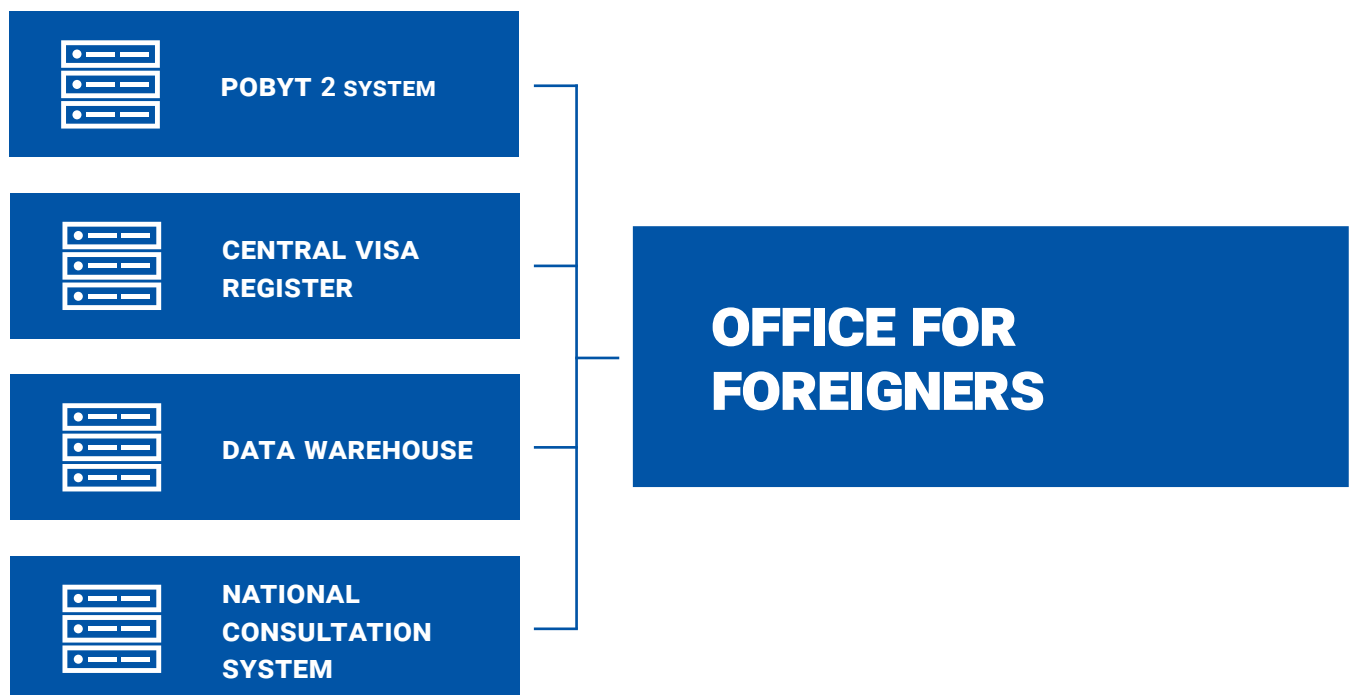 POBYT 2 SYSTEM
CENTRAL VISA
REGISTER
DATA WAREHOUSE
NATIONAL
CONSULTATION
SYSTEM
OFFICE FOR
FOREIGNERS